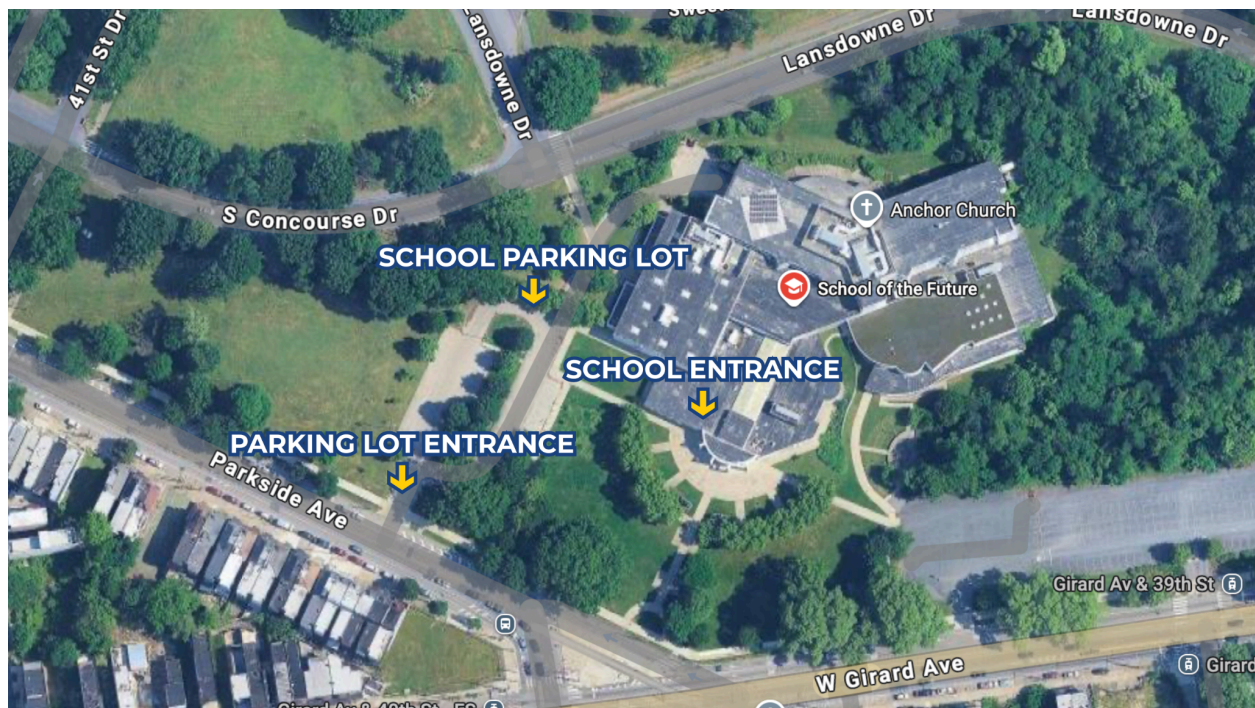 Lansdowne Dr
41st St Dr
Lansdowne Dr
Lansdowne Dr
S Concourse Dr
Anchor Church
SCHOOL PARKING LOT
School of the Future
SCHOOL ENTRANCE
PARKING LOT ENTRANCE
Parkside Ave
Girard Av & 39th St
W Girard Ave
Girard